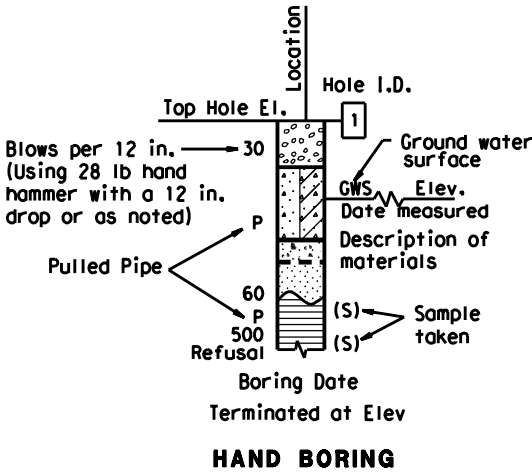 Location
Hole I.D.
Top Hole El.
1
Blows per 12 in.
(Using 28 lb hand
hammer with a 12 in.
drop or as noted)
30
Ground water
surface
GWS Elev.
Date measured
P
Description of
materials
Pulled Pipe
60
P
500
Refusal
(S)
(S)
Sample
taken
Boring Date
Terminated at Elev
HAND BORING